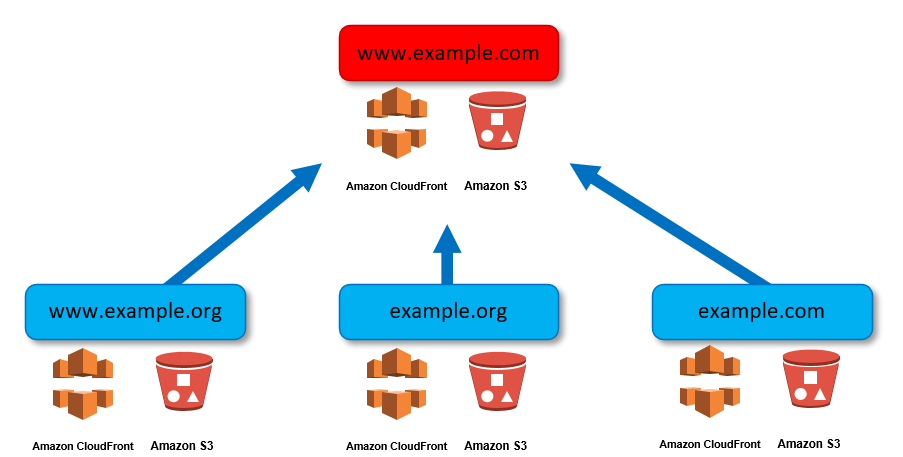 www.example.com
Amazon CloudFront
Amazon S3
www.example.org
example.org
example.com
Amazon CloudFront
Amazon S3
Amazon CloudFront
Amazon S3
Amazon CloudFront
Amazon S3